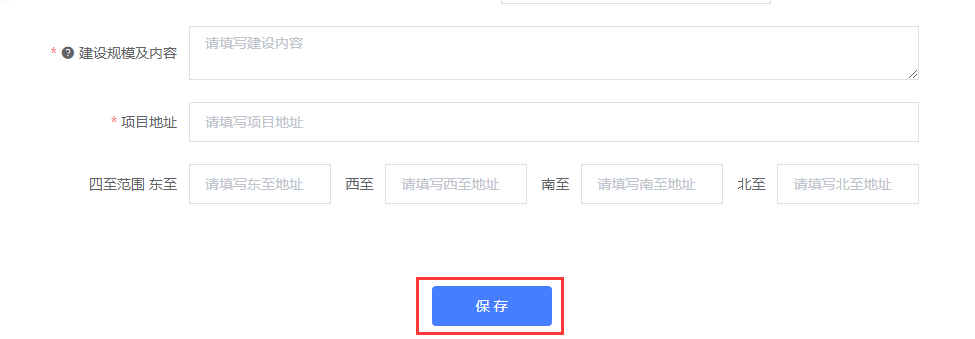 * ? 建设规模及内容 请填写建设内容
* 项目地址 请填写项目地址
四至范围 东至 请填写东至地址 西至 请填写西至地址 南至 请填写南至地址 北至 请填写北至地址
保存